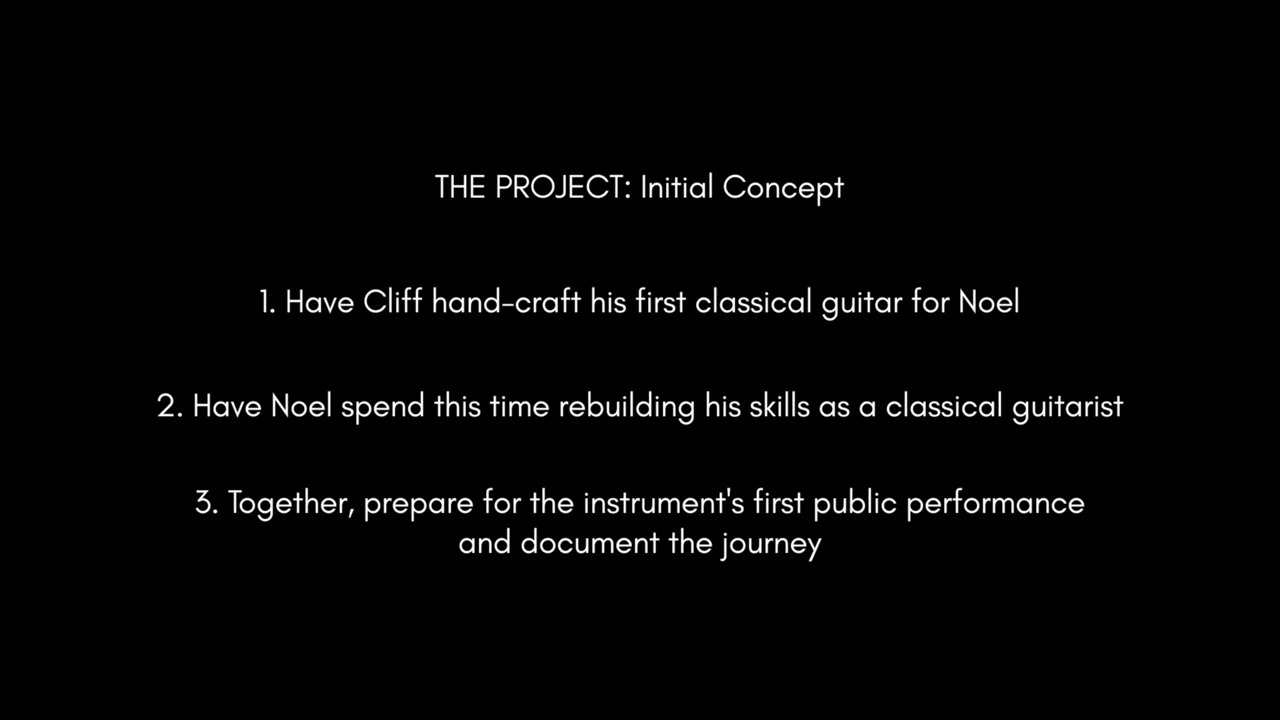 THE PROJECT: Initial Concept
1. Have Cliff hand-craft his first classical guitar for Noel
2. Have Noel spend this time rebuilding his skills as a classical guitarist
3. Together, prepare for the instrument's first public performance
and document the journey